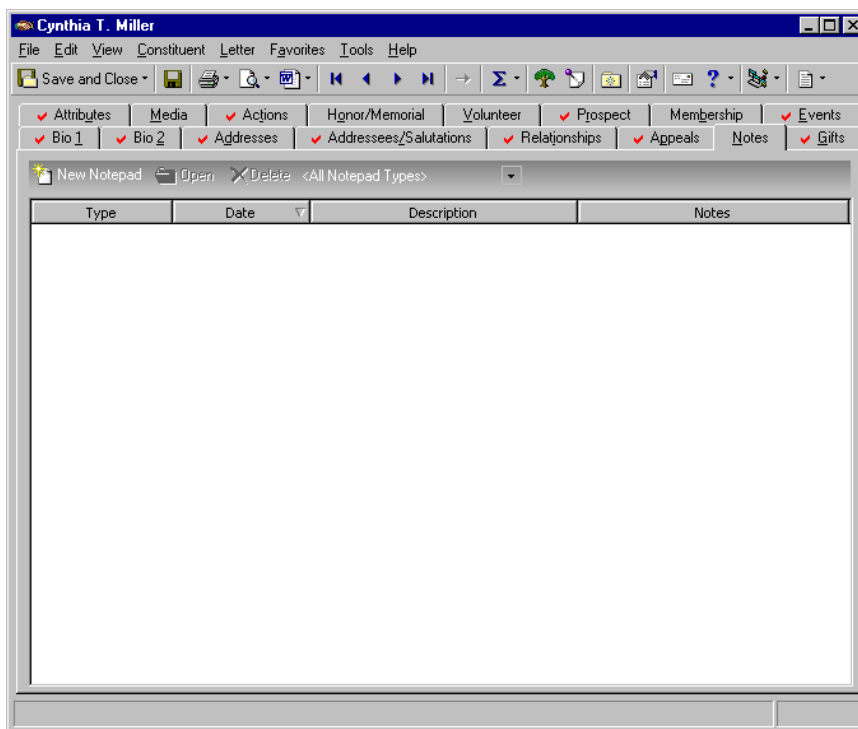 Cynthia T. Miller
File Edit View Constituent Letter Favorites Tools Help
Save and Close
Attributes Media Actions Honor/Memorial Volunteer Prospect Membership Events
Bio 1 Bio 2 Addresses Addressees/Salutations Relationships Appeals Notes Gifts
New Notepad Open Delete <All Notepad Types>
Type Date Description Notes